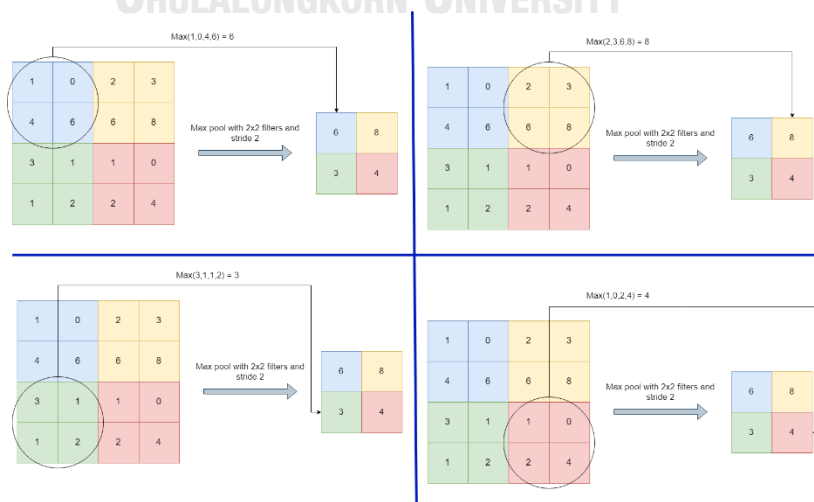 CHULALONGKORN UNIVERSITY
Max(1,0,4,6) = 6
1 0 2 3
4 6 6 8
3 1 1 0
1 2 2 4
Max pool with 2x2 filters and
stride 2
6 8
3 4
Max(2,3,6,8) = 8
1 0 2 3
4 6 6 8
3 1 1 0
1 2 2 4
Max pool with 2x2 filters and
stride 2
6 8
3 4
Max(3,1,1,2) = 3
1 0 2 3
4 6 6 8
3 1 1 0
1 2 2 4
Max pool with 2x2 filters and
stride 2
6 8
3 4
Max(1,0,2,4) = 4
1 0 2 3
4 6 6 8
3 1 1 0
1 2 2 4
Max pool with 2x2 filters and
stride 2
6 8
3 4